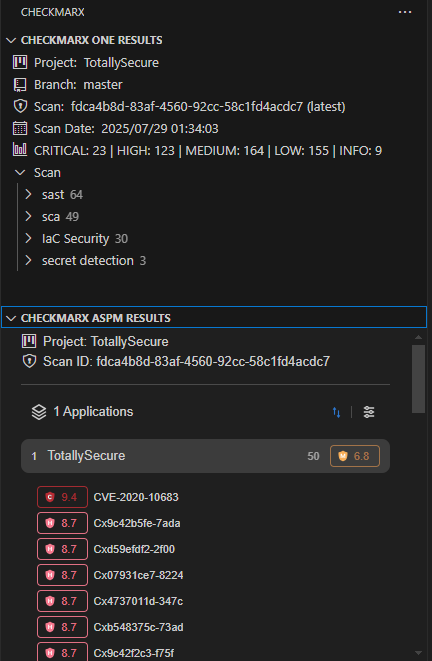 CHECKMARX
CHECKMARX ONE RESULTS
Project: TotallySecure
Branch: master
Scan: fdca4b8d-83af-4560-92cc-58c1fd4acdc7 (latest)
Scan Date: 2025/07/29 01:34:03
CRITICAL: 23 | HIGH: 123 | MEDIUM: 164 | LOW: 155 | INFO: 9
Scan
sast 64
sca 49
IaC Security 30
secret detection 3
CHECKMARX ASPM RESULTS
Project: TotallySecure
Scan ID: fdca4b8d-83af-4560-92cc-58c1fd4acdc7
1 Applications
1 TotallySecure 50 M 6.8
C 9.4 CVE-2020-10683
H 8.7 Cx9c42b5fe-7ada
H 8.7 Cxd59efdf2-2f00
H 8.7 Cx07931ce7-8224
H 8.7 Cx4737011d-347c
H 8.7 Cxb548375c-73ad
H 8.7 Cx9c42f2c3-f75f